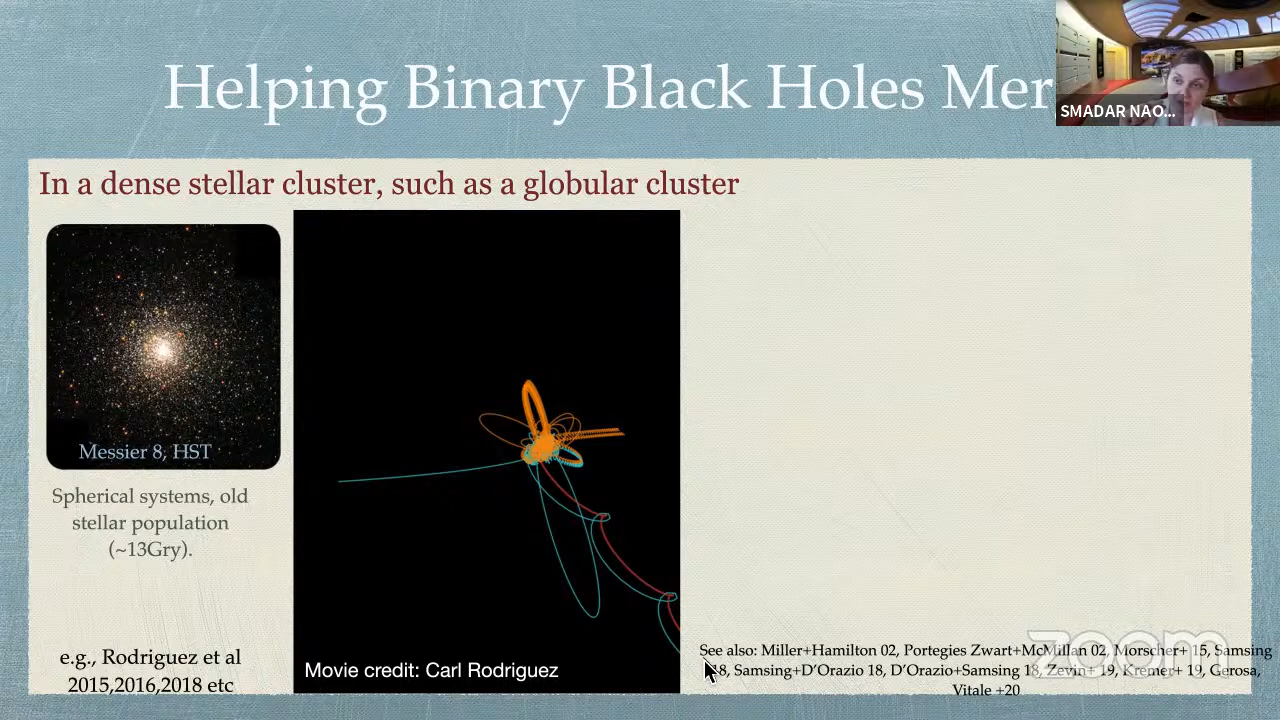 Helping Binary Black Holes Mer
SMADAR NAO...
In a dense stellar cluster, such as a globular cluster
Messier 8, HST
Spherical systems, old
stellar population
(~13Gry).
e.g., Rodriguez et al
2015,2016,2018 etc
Movie credit: Carl Rodriguez
See also: Miller+Hamilton 02, Portegies Zwart+McMillan 02, Morscher+ 15, Samsing
18, Samsing+D'Orazio 18, D'Orazio+Samsing 18, Zevin+ 19, Kremer+ 19, Gerosa,
Vitale +20
zoom